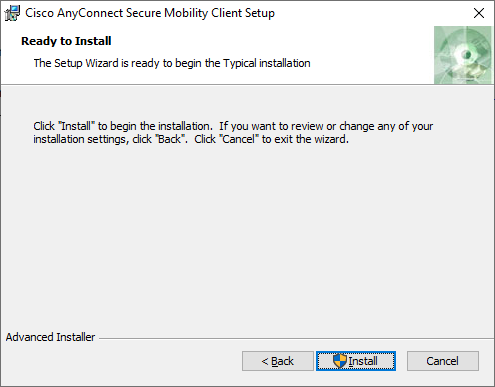 Cisco AnyConnect Secure Mobility Client Setup
Ready to Install
The Setup Wizard is ready to begin the Typical installation
Click "Install" to begin the installation.  If you want to review or change any of your
installation settings, click "Back".  Click "Cancel" to exit the wizard.
Advanced Installer
< Back
Install
Cancel